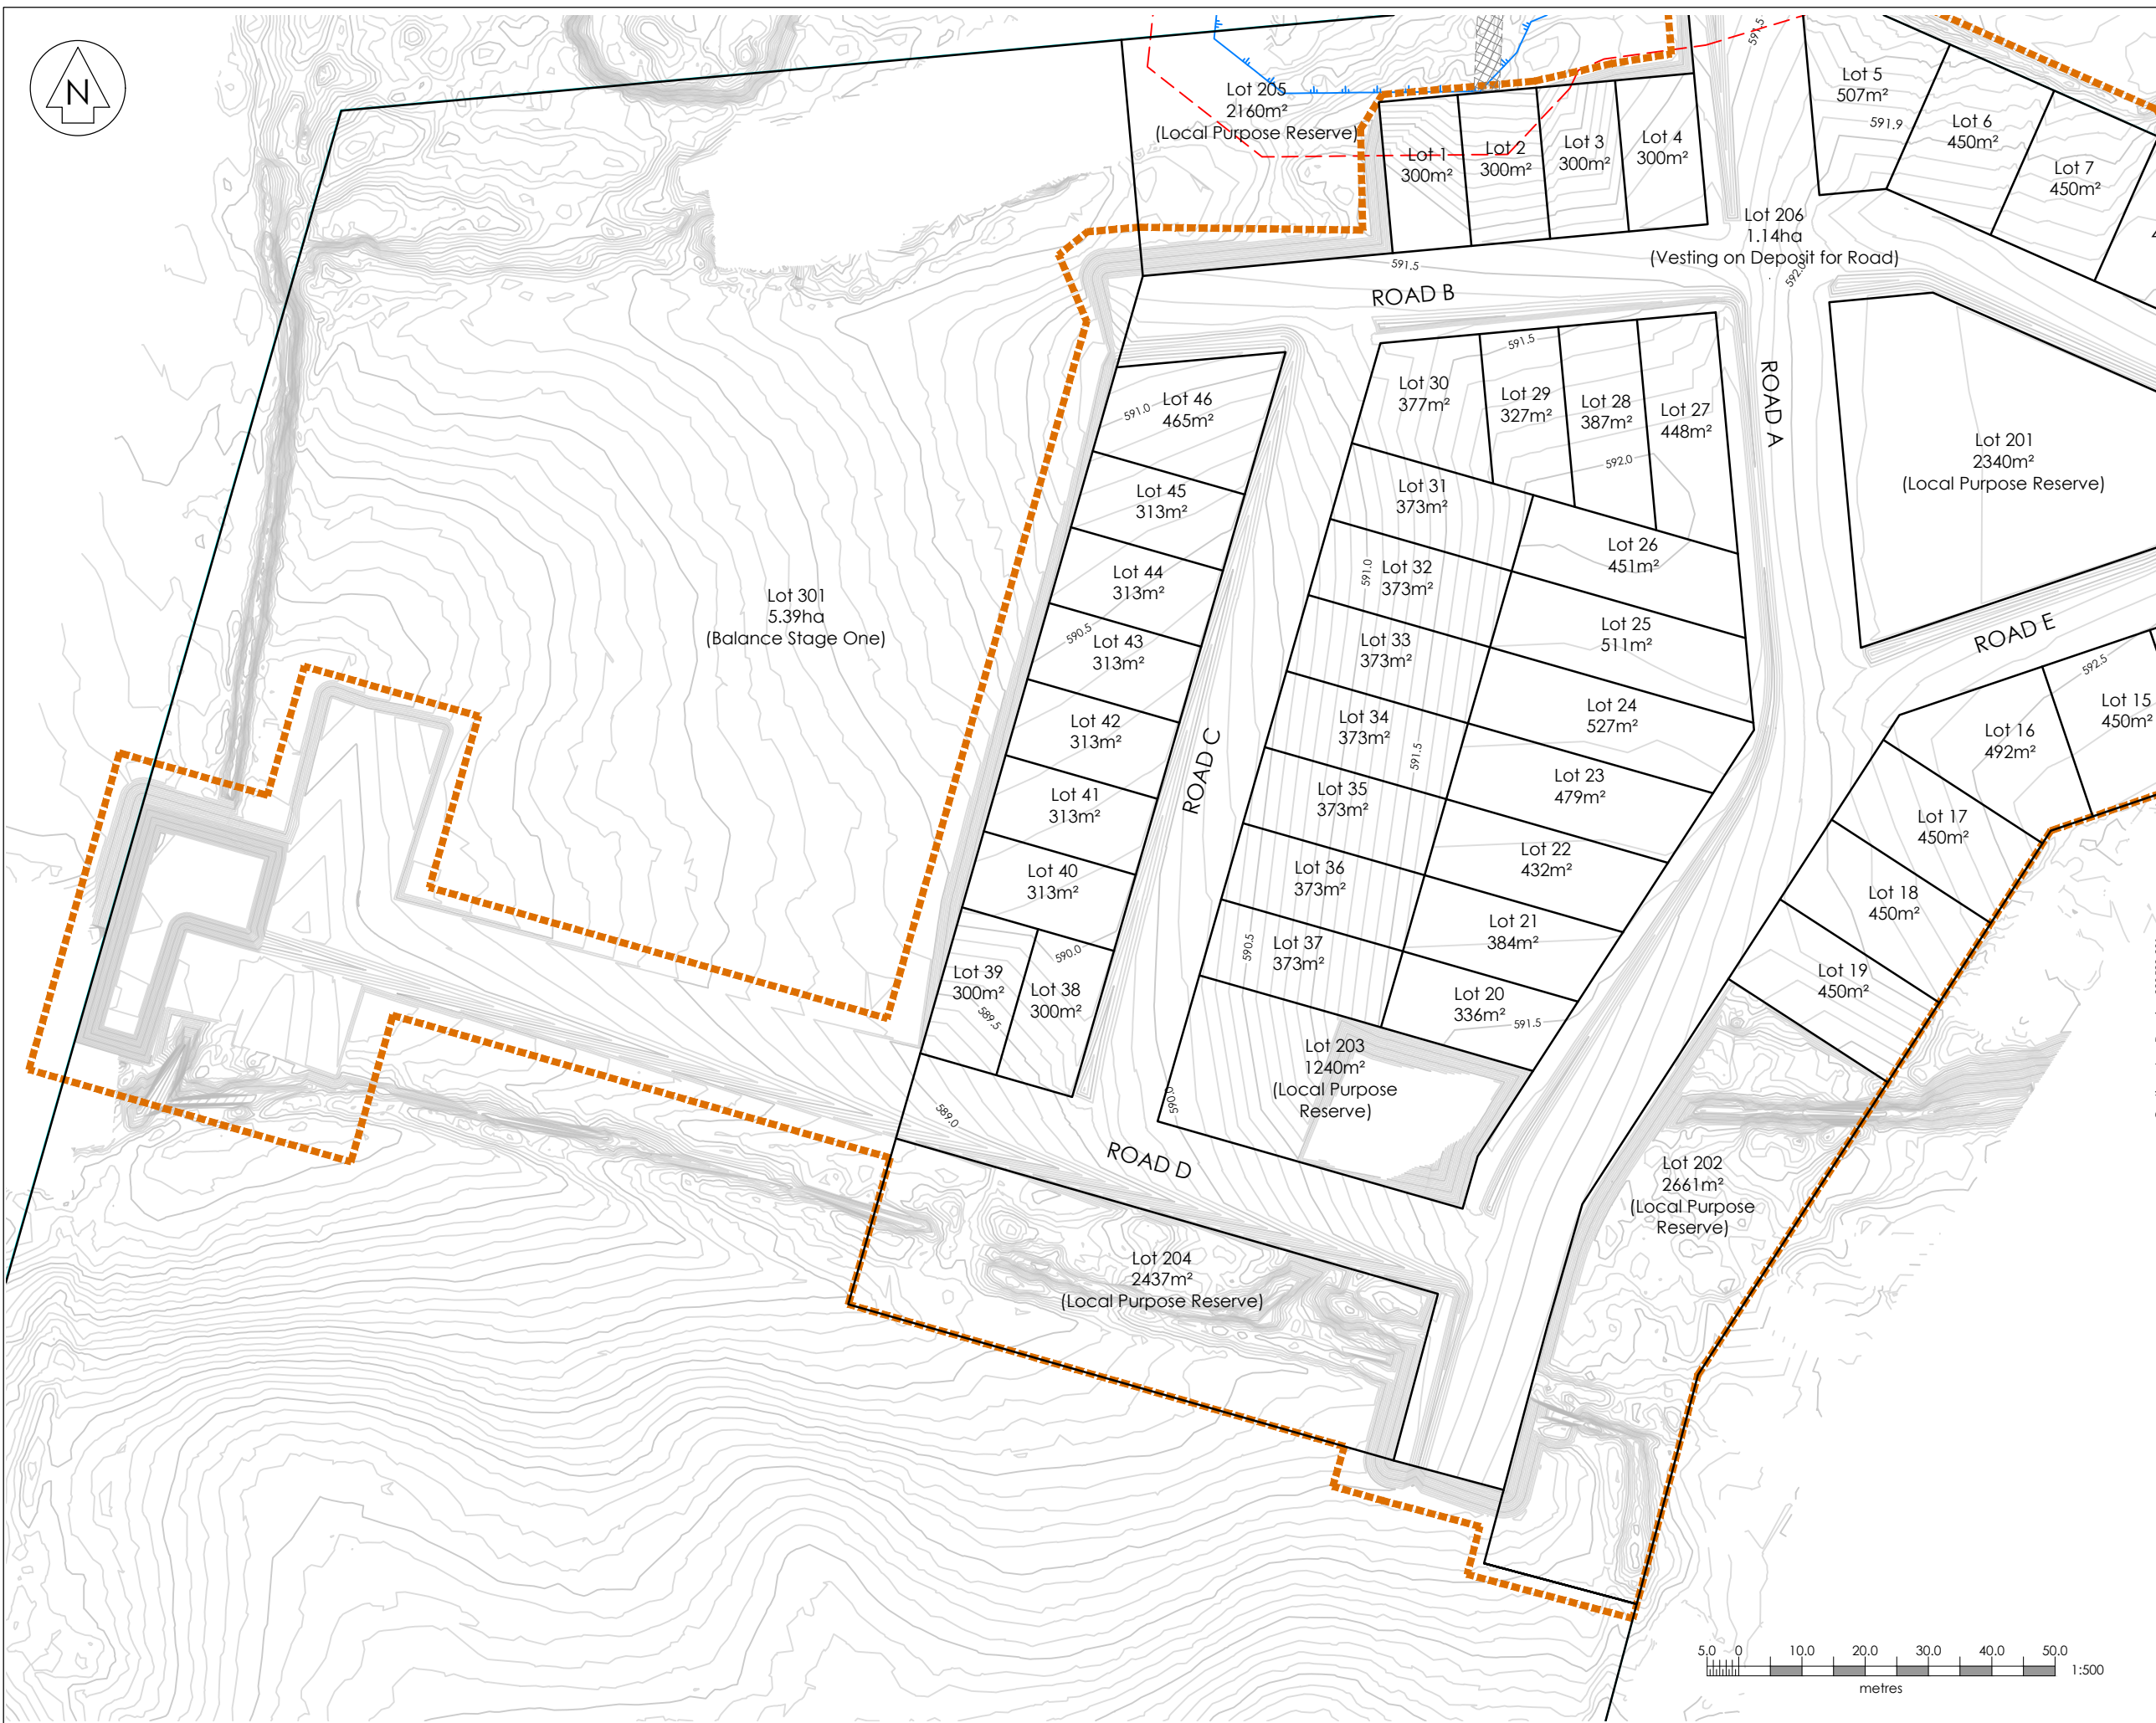 N
Lot 205
2160m²
(Local Purpose Reserve)
Lot 1
300m²
Lot 2
300m²
Lot 3
300m²
Lot 4
300m²
591.5
Lot 5
507m²
591.9
Lot 6
450m²
Lot 7
450m²
4
Lot 206
1.14ha
(Vesting on Deposit for Road)
592.0
591.5
ROAD B
ROAD A
Lot 46
465m²
591.0
Lot 30
377m²
591.5
Lot 29
327m²
Lot 28
387m²
Lot 27
448m²
592.0
Lot 201
2340m²
(Local Purpose Reserve)
Lot 45
313m²
Lot 31
373m²
Lot 26
451m²
Lot 44
313m²
591.0
Lot 32
373m²
Lot 301
5.39ha
(Balance Stage One)
590.5
Lot 43
313m²
Lot 33
373m²
Lot 25
511m²
ROAD E
592.5
Lot 42
313m²
Lot 34
373m²
591.5
Lot 24
527m²
Lot 16
492m²
Lot 15
450m²
ROAD C
Lot 41
313m²
Lot 35
373m²
Lot 23
479m²
Lot 17
450m²
Lot 40
313m²
Lot 36
373m²
Lot 22
432m²
Lot 18
450m²
Lot 39
300m²
589.5
590.0
Lot 38
300m²
590.5
Lot 37
373m²
Lot 21
384m²
Lot 19
450m²
Lot 20
336m²
591.5
Lot 203
1240m²
(Local Purpose
Reserve)
590.0
589.0
ROAD D
Lot 202
2661m²
(Local Purpose
Reserve)
Lot 204
2437m²
(Local Purpose Reserve)
5.0 0 10.0 20.0 30.0 40.0 50.0
1:500
metres